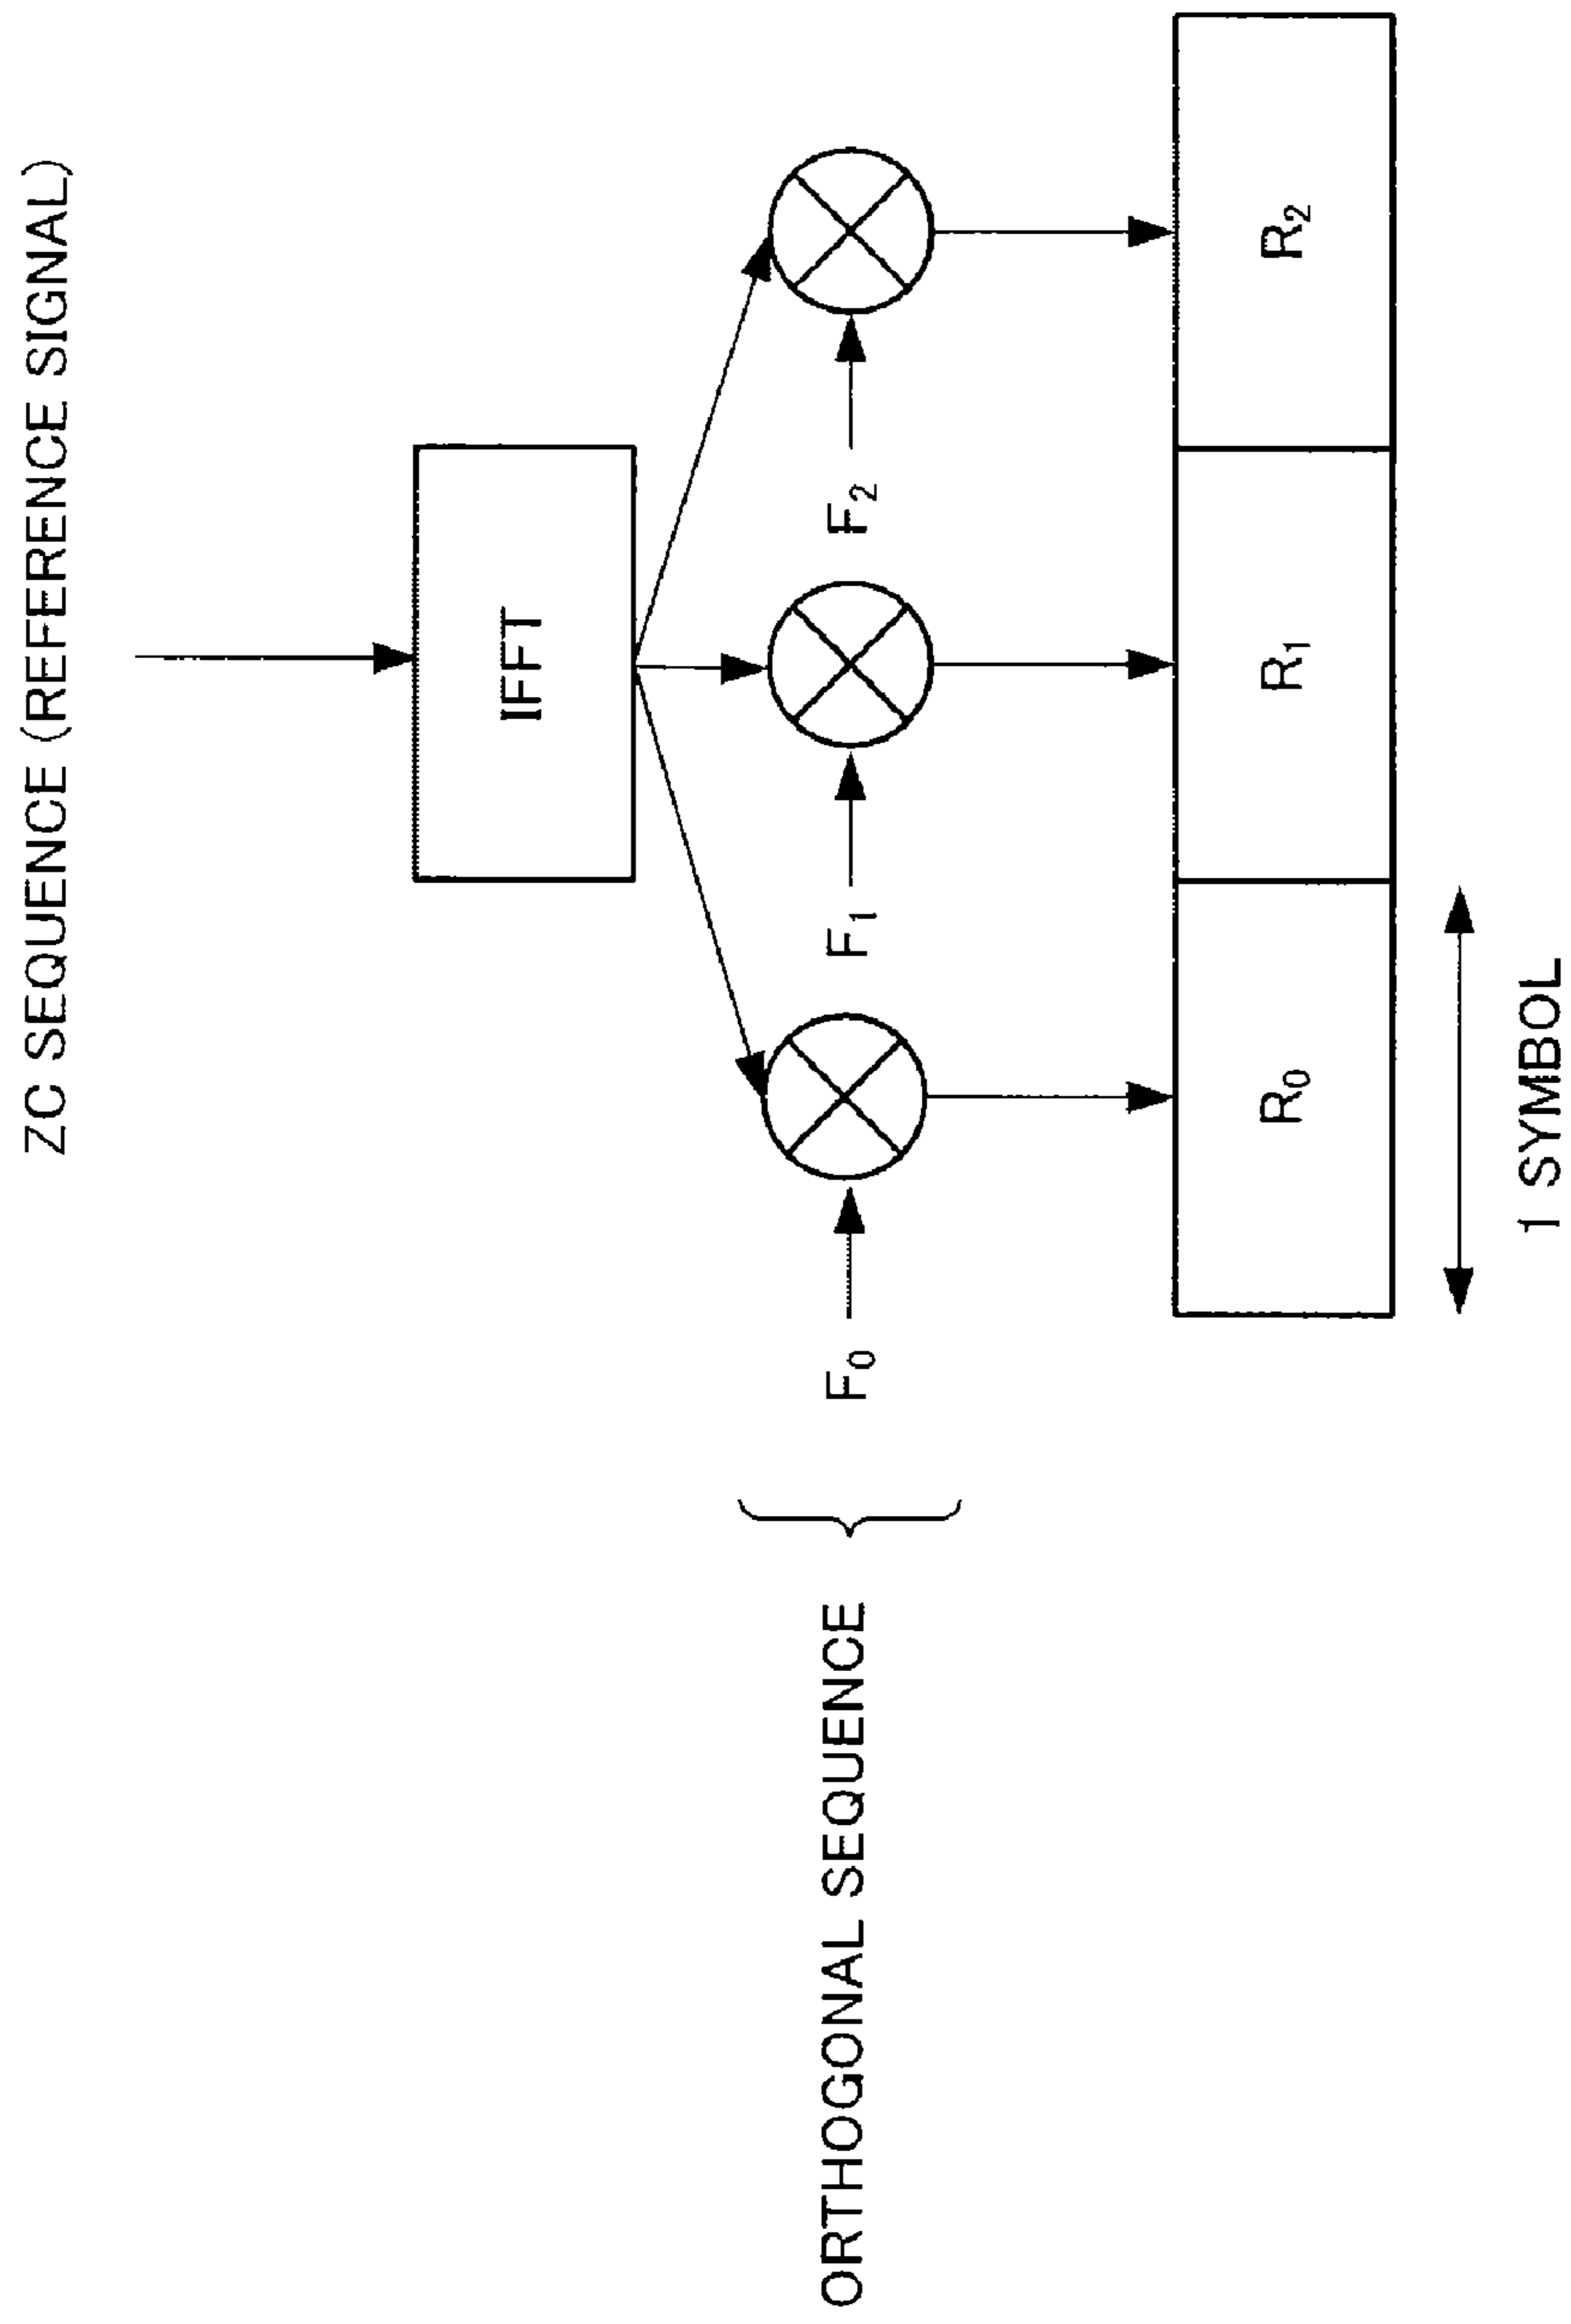 ZC SEQUENCE (REFERENCE SIGNAL)
IFFT
ORTHOGONAL SEQUENCE
F0
F1
F2
R0
R1
R2
1 SYMBOL